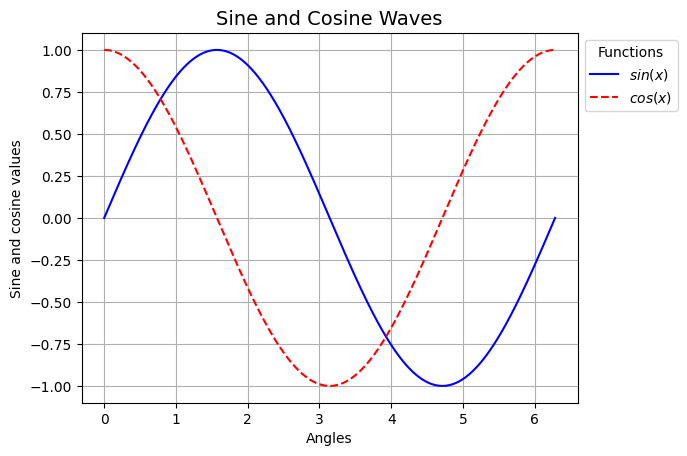 Sine and Cosine Waves
Functions
sin(x)
cos(x)
Sine and cosine values
1.00
0.75
0.50
0.25
0.00
−0.25
−0.50
−0.75
−1.00
0 1 2 3 4 5 6
Angles